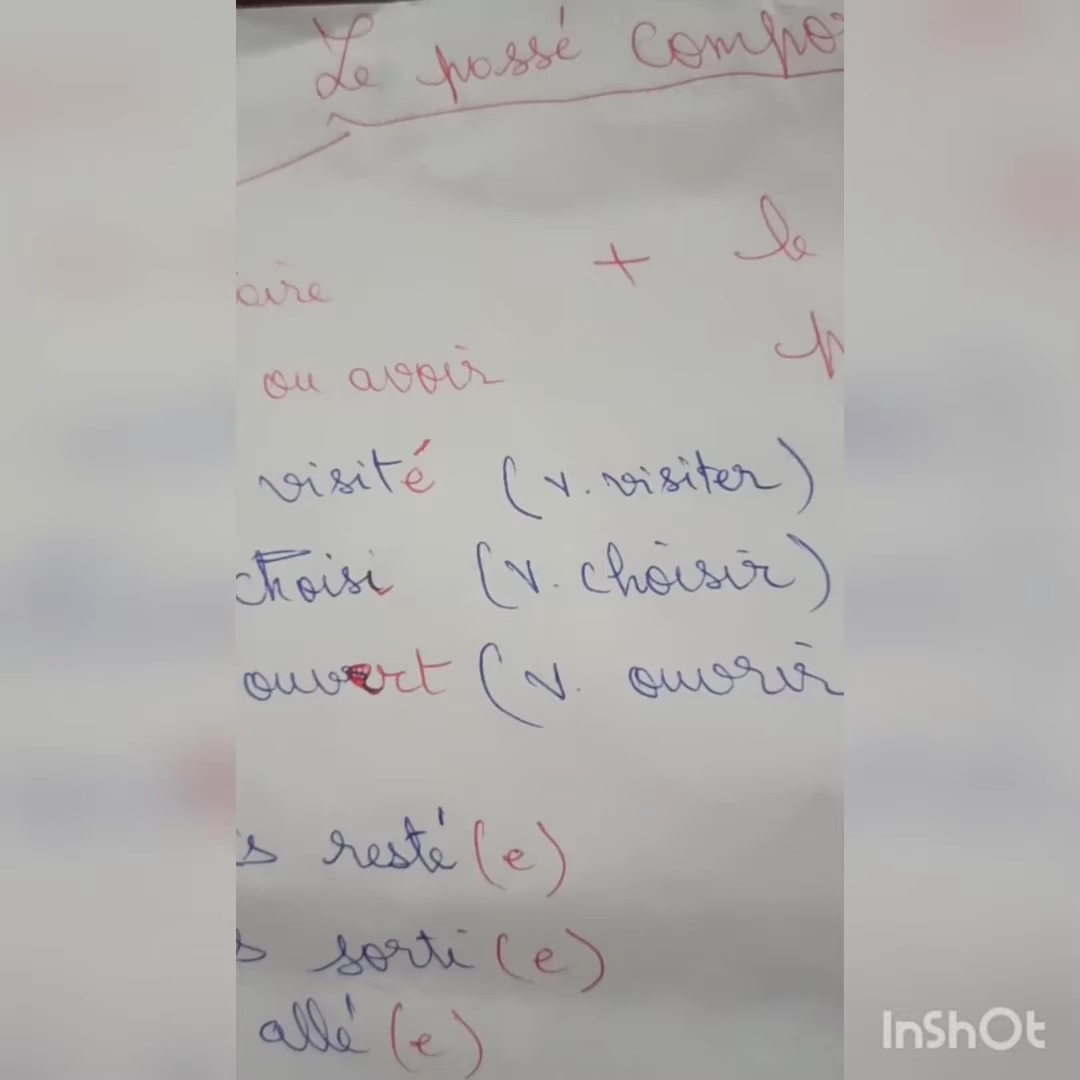 Le passé compo
+ le
aire
ou avoir
visité (v. visiter)
choisi (v. choisir)
ouvert (v. ouvrir
s resté (e)
s sorti (e)
allé (e)
InShOt